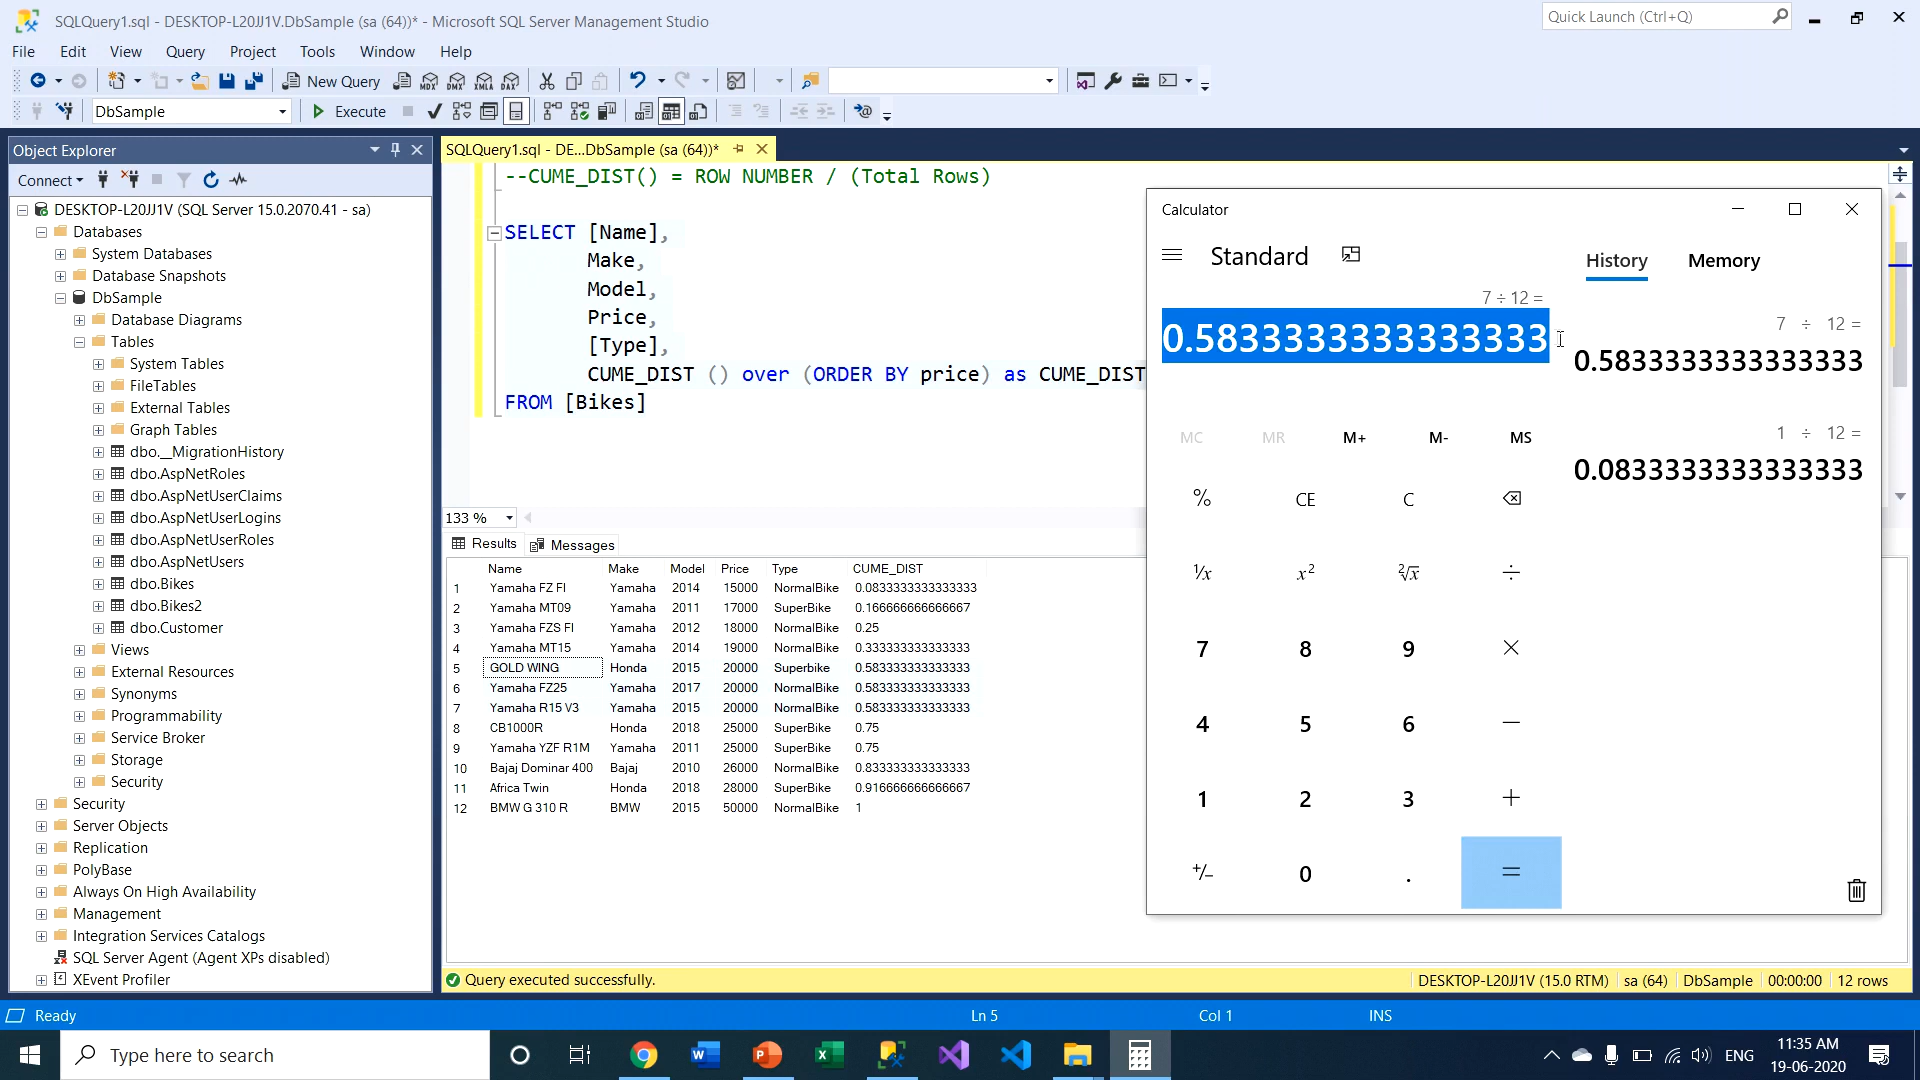 SQLQuery1.sql - DESKTOP-L20JJ1V.DbSample (sa (64))* - Microsoft SQL Server Management Studio
Quick Launch (Ctrl+Q)
File Edit View Query Project Tools Window Help
New Query MDX DMX XMLA DAX
DbSample Execute
Object Explorer
Connect
DESKTOP-L20JJ1V (SQL Server 15.0.2070.41 - sa)
Databases
System Databases
Database Snapshots
DbSample
Database Diagrams
Tables
System Tables
FileTables
External Tables
Graph Tables
dbo.__MigrationHistory
dbo.AspNetRoles
dbo.AspNetUserClaims
dbo.AspNetUserLogins
dbo.AspNetUserRoles
dbo.AspNetUsers
dbo.Bikes
dbo.Bikes2
dbo.Customer
Views
External Resources
Synonyms
Programmability
Service Broker
Storage
Security
Security
Server Objects
Replication
PolyBase
Always On High Availability
Management
Integration Services Catalogs
SQL Server Agent (Agent XPs disabled)
XEvent Profiler
SQLQuery1.sql - DE...DbSample (sa (64))*
--CUME_DIST() = ROW NUMBER / (Total Rows)
SELECT [Name],
Make,
Model,
Price,
[Type],
CUME_DIST () over (ORDER BY price) as CUME_DIST
FROM [Bikes]
133 %
Results Messages
Name Make Model Price Type CUME_DIST
1 Yamaha FZ FI Yamaha 2014 15000 NormalBike 0.0833333333333333
2 Yamaha MT09 Yamaha 2011 17000 SuperBike 0.166666666666667
3 Yamaha FZS FI Yamaha 2012 18000 NormalBike 0.25
4 Yamaha MT15 Yamaha 2014 19000 NormalBike 0.333333333333333
5 GOLD WING Honda 2015 20000 Superbike 0.583333333333333
6 Yamaha FZ25 Yamaha 2017 20000 NormalBike 0.583333333333333
7 Yamaha R15 V3 Yamaha 2015 20000 NormalBike 0.583333333333333
8 CB1000R Honda 2018 25000 SuperBike 0.75
9 Yamaha YZF R1M Yamaha 2011 25000 SuperBike 0.75
10 Bajaj Dominar 400 Bajaj 2010 26000 NormalBike 0.833333333333333
11 Africa Twin Honda 2018 28000 SuperBike 0.916666666666667
12 BMW G 310 R BMW 2015 50000 NormalBike 1
Calculator
Standard
History Memory
7 ÷ 12 =
0.5833333333333333
7 ÷ 12 =
0.5833333333333333
1 ÷ 12 =
0.0833333333333333
MC MR M+ M- MS
% CE C
¹/x x² ²√x ÷
7 8 9 ×
4 5 6 −
1 2 3 +
+/− 0 . =
Query executed successfully.
DESKTOP-L20JJ1V (15.0 RTM) sa (64) DbSample 00:00:00 12 rows
Ready Ln 5 Col 1 INS
Type here to search
ENG
11:35 AM
19-06-2020